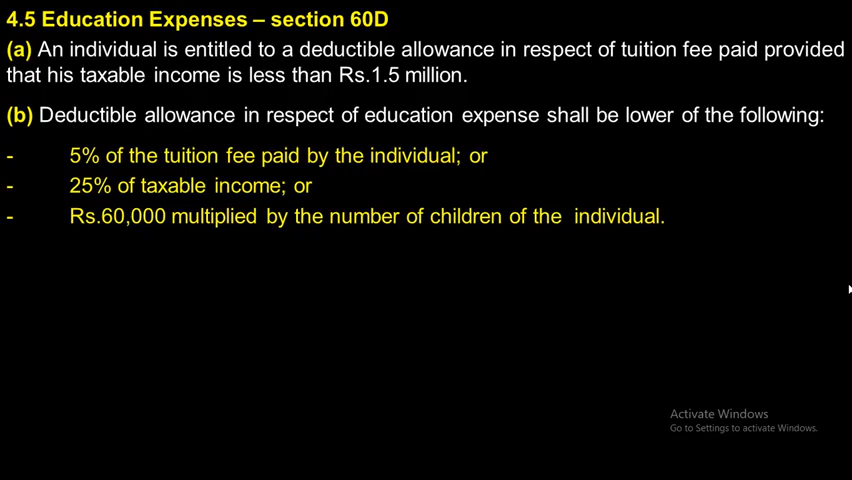 4.5 Education Expenses – section 60D
(a) An individual is entitled to a deductible allowance in respect of tuition fee paid provided
that his taxable income is less than Rs.1.5 million.
(b) Deductible allowance in respect of education expense shall be lower of the following:
- 5% of the tuition fee paid by the individual; or
- 25% of taxable income; or
- Rs.60,000 multiplied by the number of children of the individual.
Activate Windows
Go to Settings to activate Windows.